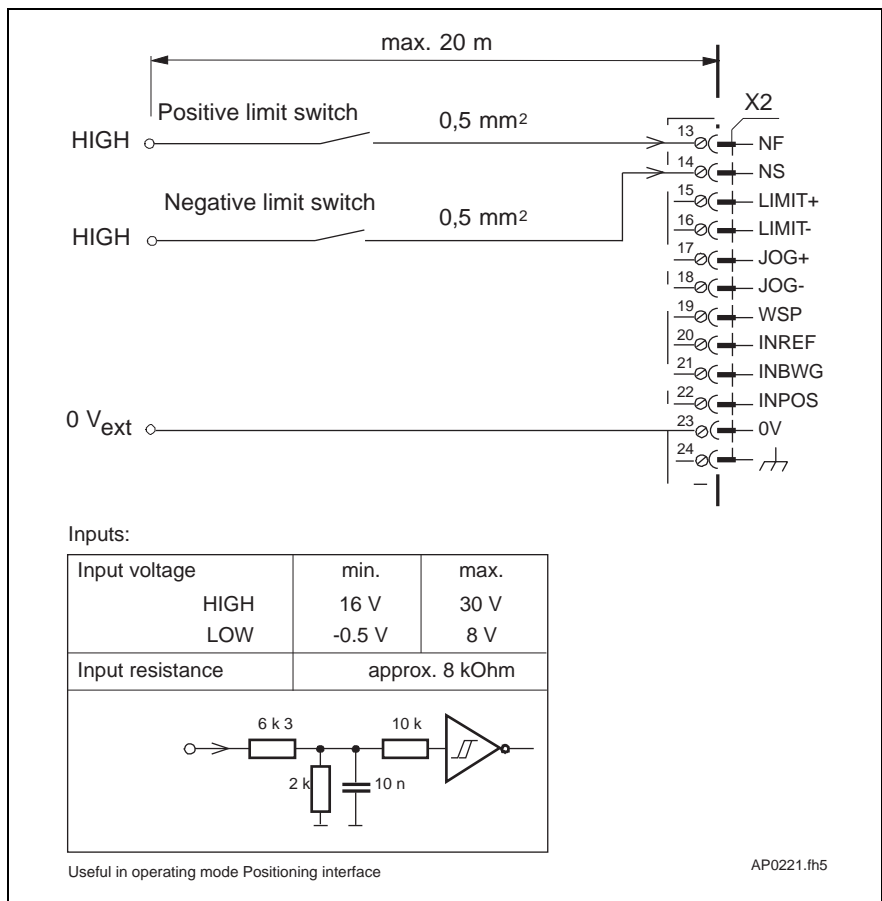 max. 20 m
X2
Positive limit switch
0,5 mm2
HIGH
13 NF
14 NS
15 LIMIT+
Negative limit switch
0,5 mm2
16 LIMIT-
HIGH
17 JOG+
18 JOG-
19 WSP
20 INREF
21 INBWG
22 INPOS
0 Vext
23 0V
24
Inputs:
Input voltage min. max.
HIGH 16 V 30 V
LOW -0.5 V 8 V
Input resistance approx. 8 kOhm
6 k 3 10 k
2 k 10 n
Useful in operating mode Positioning interface
AP0221.fh5